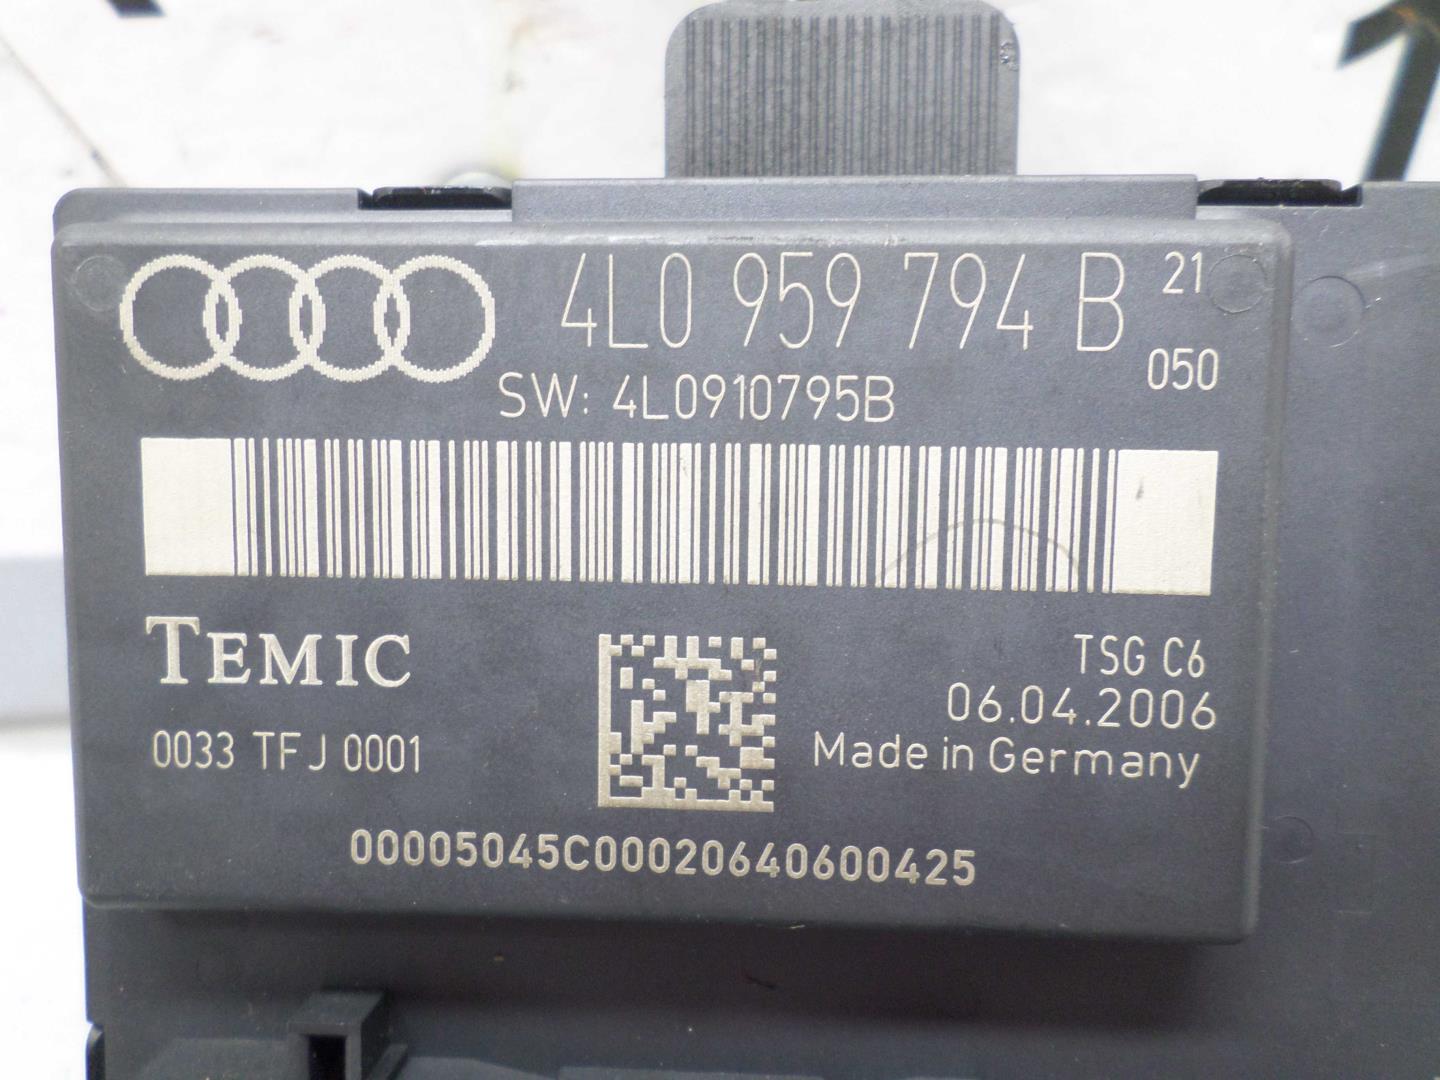 4L0 959 794 B 21
050
SW: 4L0910795B
TEMIC
TSG C6
06.04.2006
0033 TFJ 0001
Made in Germany
00005045C00020640600425